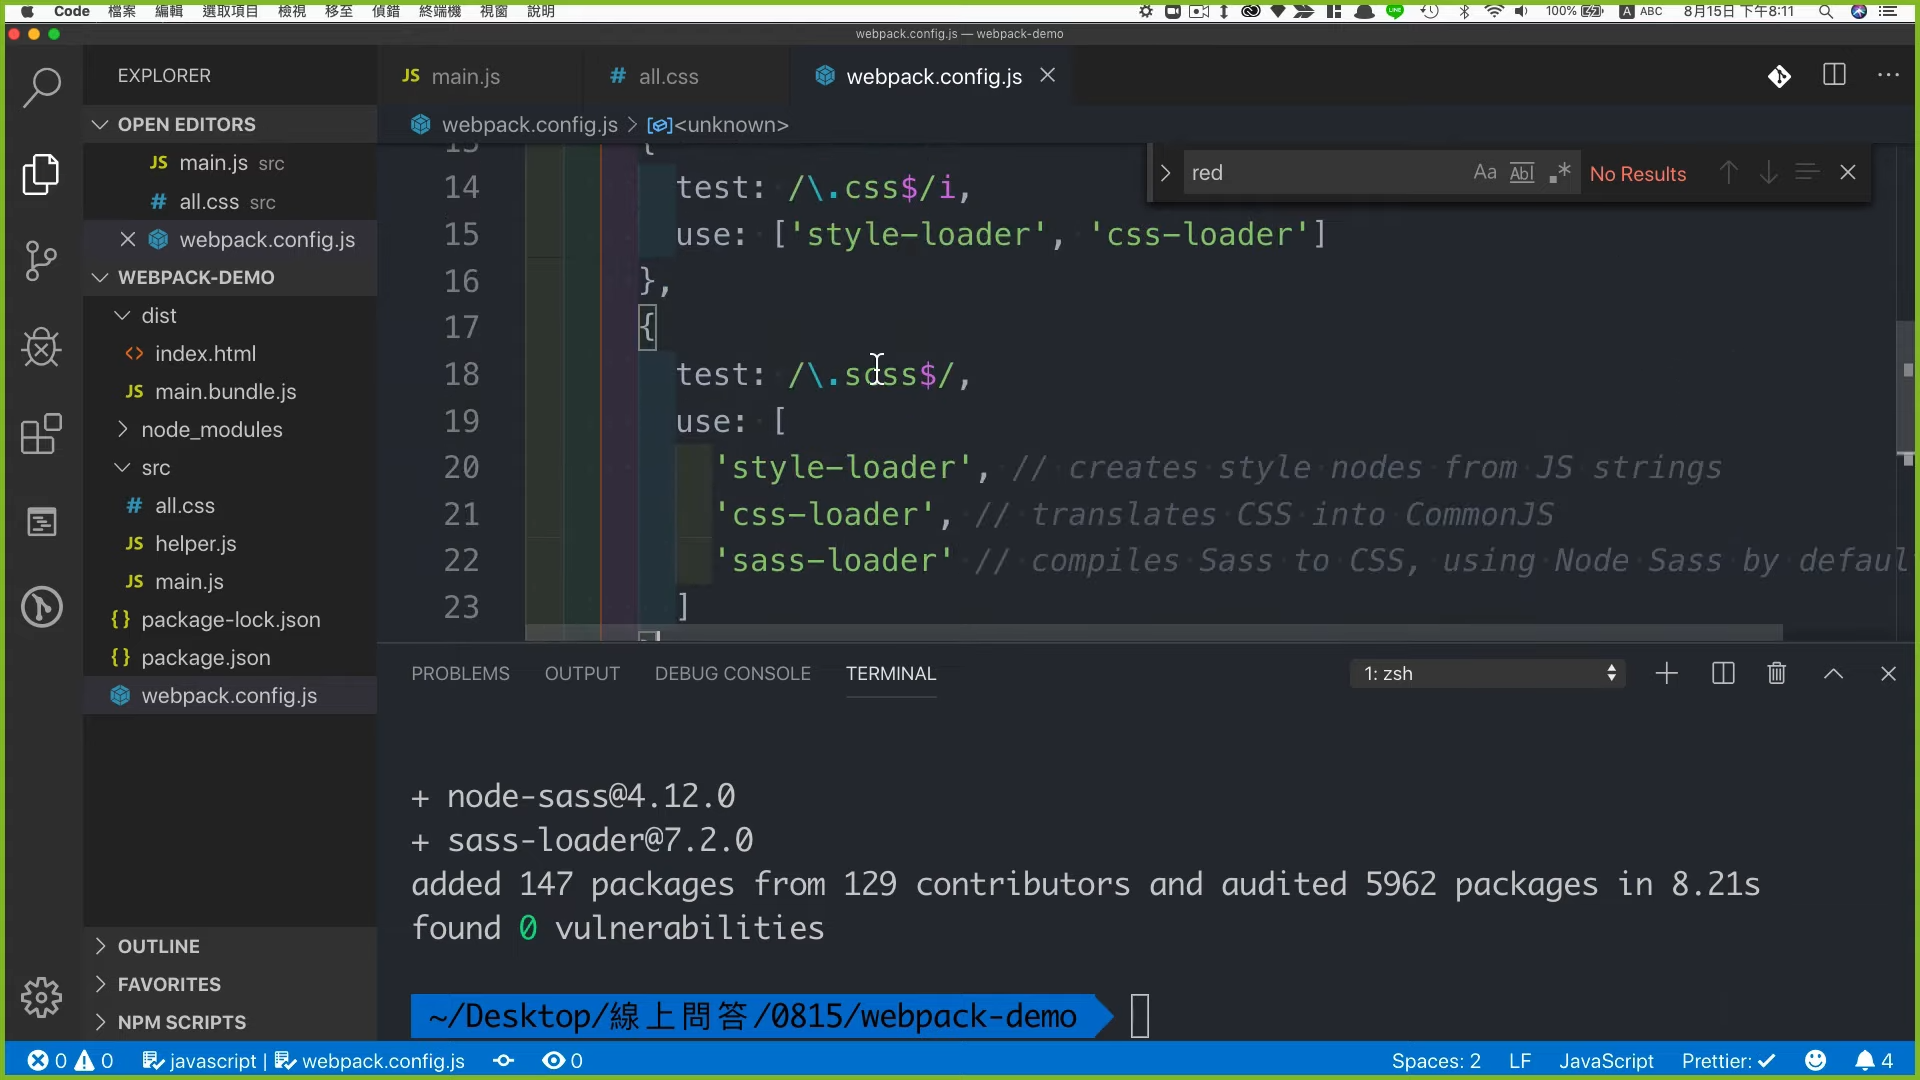 Code 檔案 編輯 選取項目 檢視 移至 偵錯 終端機 視窗 說明
100% A ABC 8月15日 下午8:11
webpack.config.js — webpack-demo
EXPLORER
OPEN EDITORS
JS main.js src
# all.css src
webpack.config.js
WEBPACK-DEMO
dist
<> index.html
JS main.bundle.js
node_modules
src
# all.css
JS helper.js
JS main.js
{} package-lock.json
{} package.json
webpack.config.js
OUTLINE
FAVORITES
NPM SCRIPTS
JS main.js
# all.css
webpack.config.js
webpack.config.js > <unknown>
red Aa Abl .* No Results
13 {
14 test: /\.css$/i,
15 use: ['style-loader', 'css-loader']
16 },
17 {
18 test: /\.scss$/,
19 use: [
20 'style-loader', // creates style nodes from JS strings
21 'css-loader', // translates CSS into CommonJS
22 'sass-loader' // compiles Sass to CSS, using Node Sass by defaul
23 ]
PROBLEMS OUTPUT DEBUG CONSOLE TERMINAL 1: zsh
+ node-sass@4.12.0
+ sass-loader@7.2.0
added 147 packages from 129 contributors and audited 5962 packages in 8.21s
found 0 vulnerabilities
~/Desktop/線上問答/0815/webpack-demo
0 0 javascript | webpack.config.js 0 Spaces: 2 LF JavaScript Prettier: 4